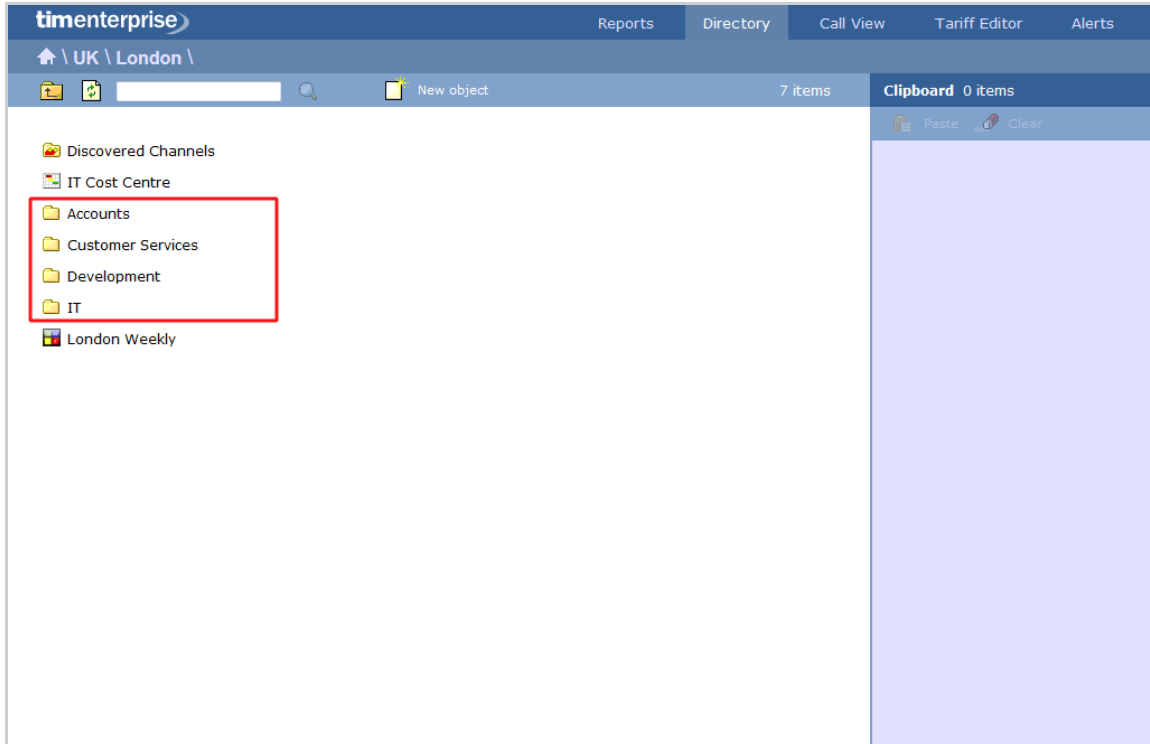 timenterprise
Reports Directory Call View Tariff Editor Alerts
\ UK \ London \
New object 7 items
Clipboard 0 items
Paste Clear
Discovered Channels
IT Cost Centre
Accounts
Customer Services
Development
IT
London Weekly